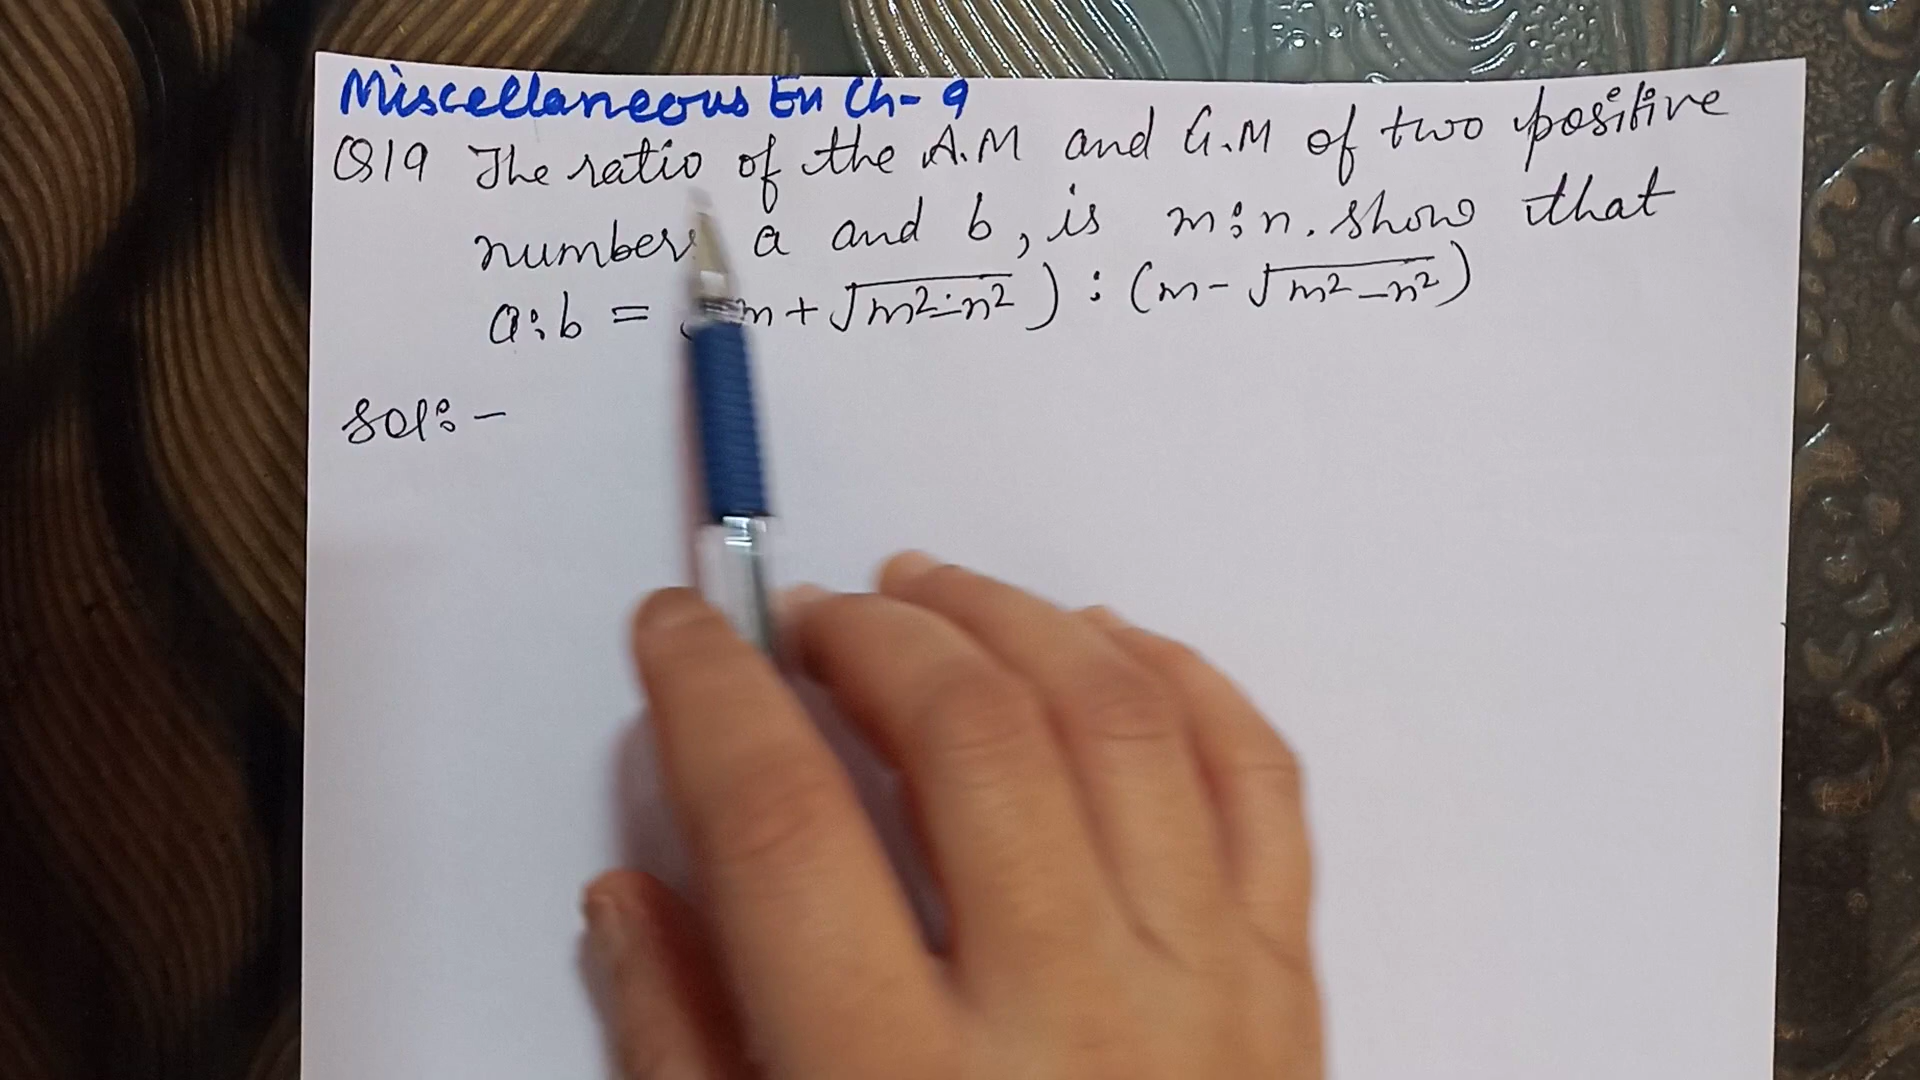 Miscellaneous Ex Ch-9
Q19 The ratio of the A.M and G.M of two positive
numbers a and b, is m:n. show that
a:b = (m + √m²-n²) : (m - √m²-n²)
Sol: -